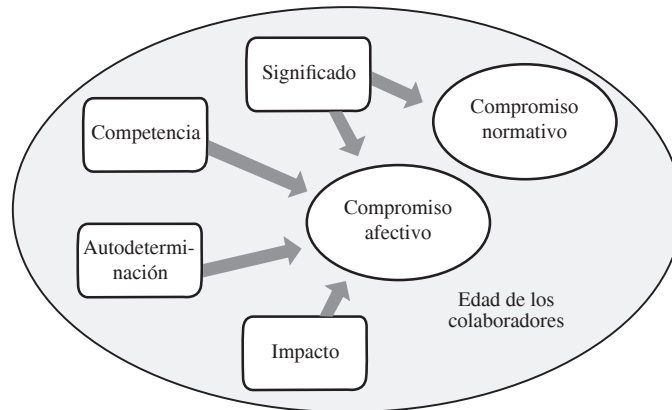 Significado
Compromiso
normativo
Competencia
Compromiso
afectivo
Autodetermi-
nación
Edad de los
colaboradores
Impacto